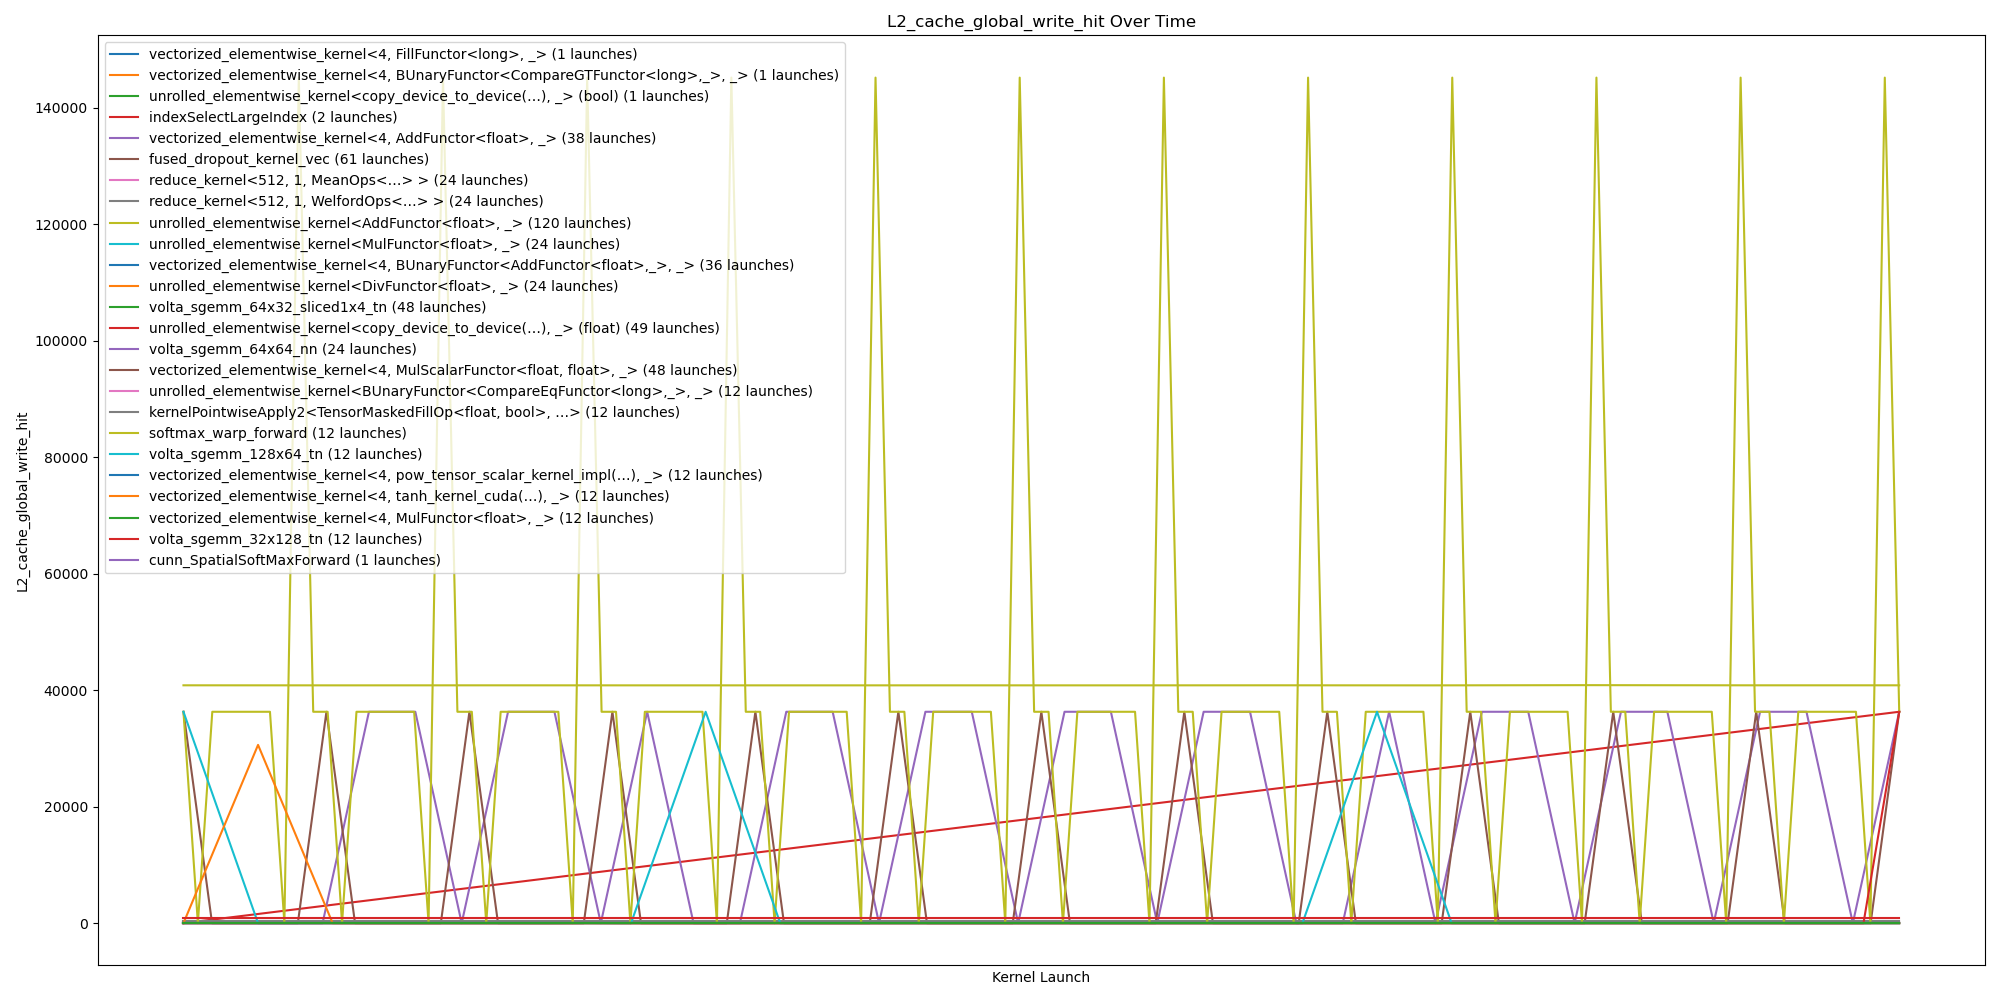 L2_cache_global_write_hit Over Time
vectorized_elementwise_kernel<4, FillFunctor<long>, _> (1 launches)
vectorized_elementwise_kernel<4, BUnaryFunctor<CompareGTFunctor<long>,_>, _> (1 launches)
unrolled_elementwise_kernel<copy_device_to_device(...), _> (bool) (1 launches)
indexSelectLargeIndex (2 launches)
vectorized_elementwise_kernel<4, AddFunctor<float>, _> (38 launches)
fused_dropout_kernel_vec (61 launches)
reduce_kernel<512, 1, MeanOps<...> > (24 launches)
reduce_kernel<512, 1, WelfordOps<...> > (24 launches)
unrolled_elementwise_kernel<AddFunctor<float>, _> (120 launches)
unrolled_elementwise_kernel<MulFunctor<float>, _> (24 launches)
vectorized_elementwise_kernel<4, BUnaryFunctor<AddFunctor<float>,_>, _> (36 launches)
unrolled_elementwise_kernel<DivFunctor<float>, _> (24 launches)
volta_sgemm_64x32_sliced1x4_tn (48 launches)
unrolled_elementwise_kernel<copy_device_to_device(...), _> (float) (49 launches)
volta_sgemm_64x64_nn (24 launches)
vectorized_elementwise_kernel<4, MulScalarFunctor<float, float>, _> (48 launches)
unrolled_elementwise_kernel<BUnaryFunctor<CompareEqFunctor<long>,_>, _> (12 launches)
kernelPointwiseApply2<TensorMaskedFillOp<float, bool>, ...> (12 launches)
softmax_warp_forward (12 launches)
volta_sgemm_128x64_tn (12 launches)
vectorized_elementwise_kernel<4, pow_tensor_scalar_kernel_impl(...), _> (12 launches)
vectorized_elementwise_kernel<4, tanh_kernel_cuda(...), _> (12 launches)
vectorized_elementwise_kernel<4, MulFunctor<float>, _> (12 launches)
volta_sgemm_32x128_tn (12 launches)
cunn_SpatialSoftMaxForward (1 launches)
140000
120000
100000
80000
60000
40000
20000
0
L2_cache_global_write_hit
Kernel Launch